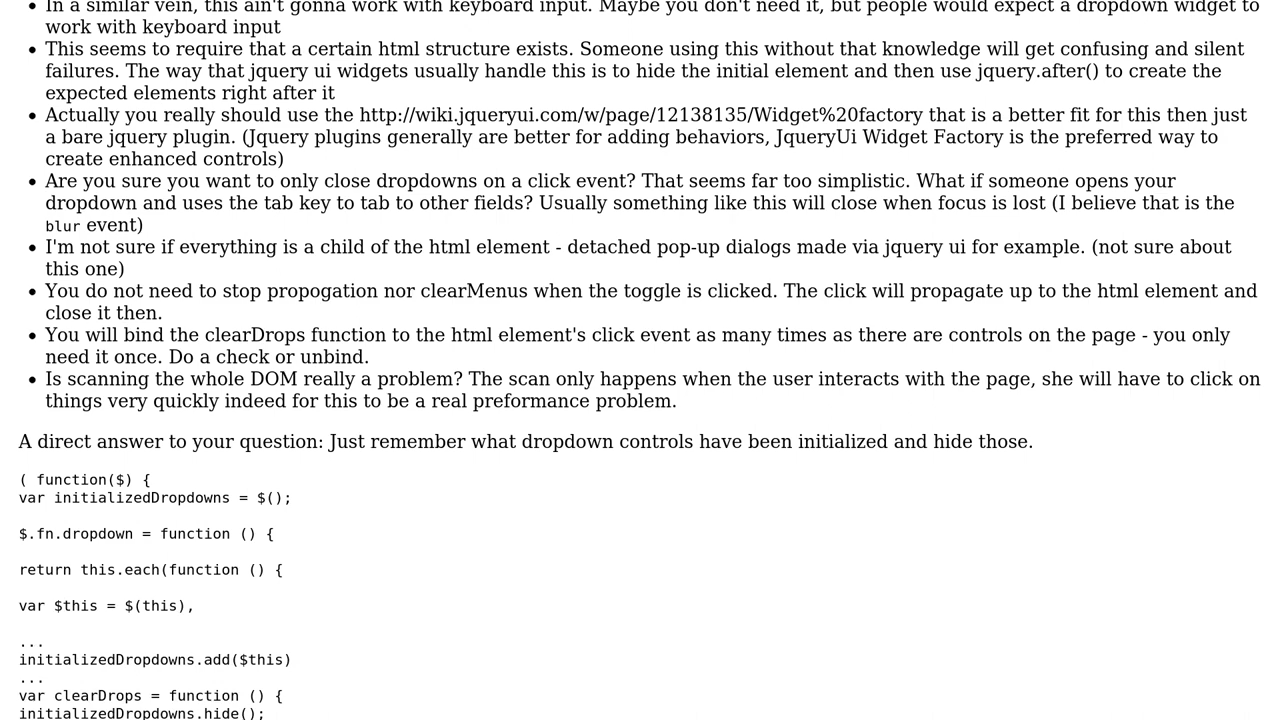 In a similar vein, this ain't gonna work with keyboard input. Maybe you don't need it, but people would expect a dropdown widget to
work with keyboard input
This seems to require that a certain html structure exists. Someone using this without that knowledge will get confusing and silent
failures. The way that jquery ui widgets usually handle this is to hide the initial element and then use jquery.after() to create the
expected elements right after it
Actually you really should use the http://wiki.jqueryui.com/w/page/12138135/Widget%20factory that is a better fit for this then just
a bare jquery plugin. (Jquery plugins generally are better for adding behaviors, JqueryUi Widget Factory is the preferred way to
create enhanced controls)
Are you sure you want to only close dropdowns on a click event? That seems far too simplistic. What if someone opens your
dropdown and uses the tab key to tab to other fields? Usually something like this will close when focus is lost (I believe that is the
blur event)
I'm not sure if everything is a child of the html element - detached pop-up dialogs made via jquery ui for example. (not sure about
this one)
You do not need to stop propogation nor clearMenus when the toggle is clicked. The click will propagate up to the html element and
close it then.
You will bind the clearDrops function to the html element's click event as many times as there are controls on the page - you only
need it once. Do a check or unbind.
Is scanning the whole DOM really a problem? The scan only happens when the user interacts with the page, she will have to click on
things very quickly indeed for this to be a real preformance problem.
A direct answer to your question: Just remember what dropdown controls have been initialized and hide those.
( function($) {
var initializedDropdowns = $();
$.fn.dropdown = function () {
return this.each(function () {
var $this = $(this),
...
initializedDropdowns.add($this)
...
var clearDrops = function () {
initializedDropdowns.hide();